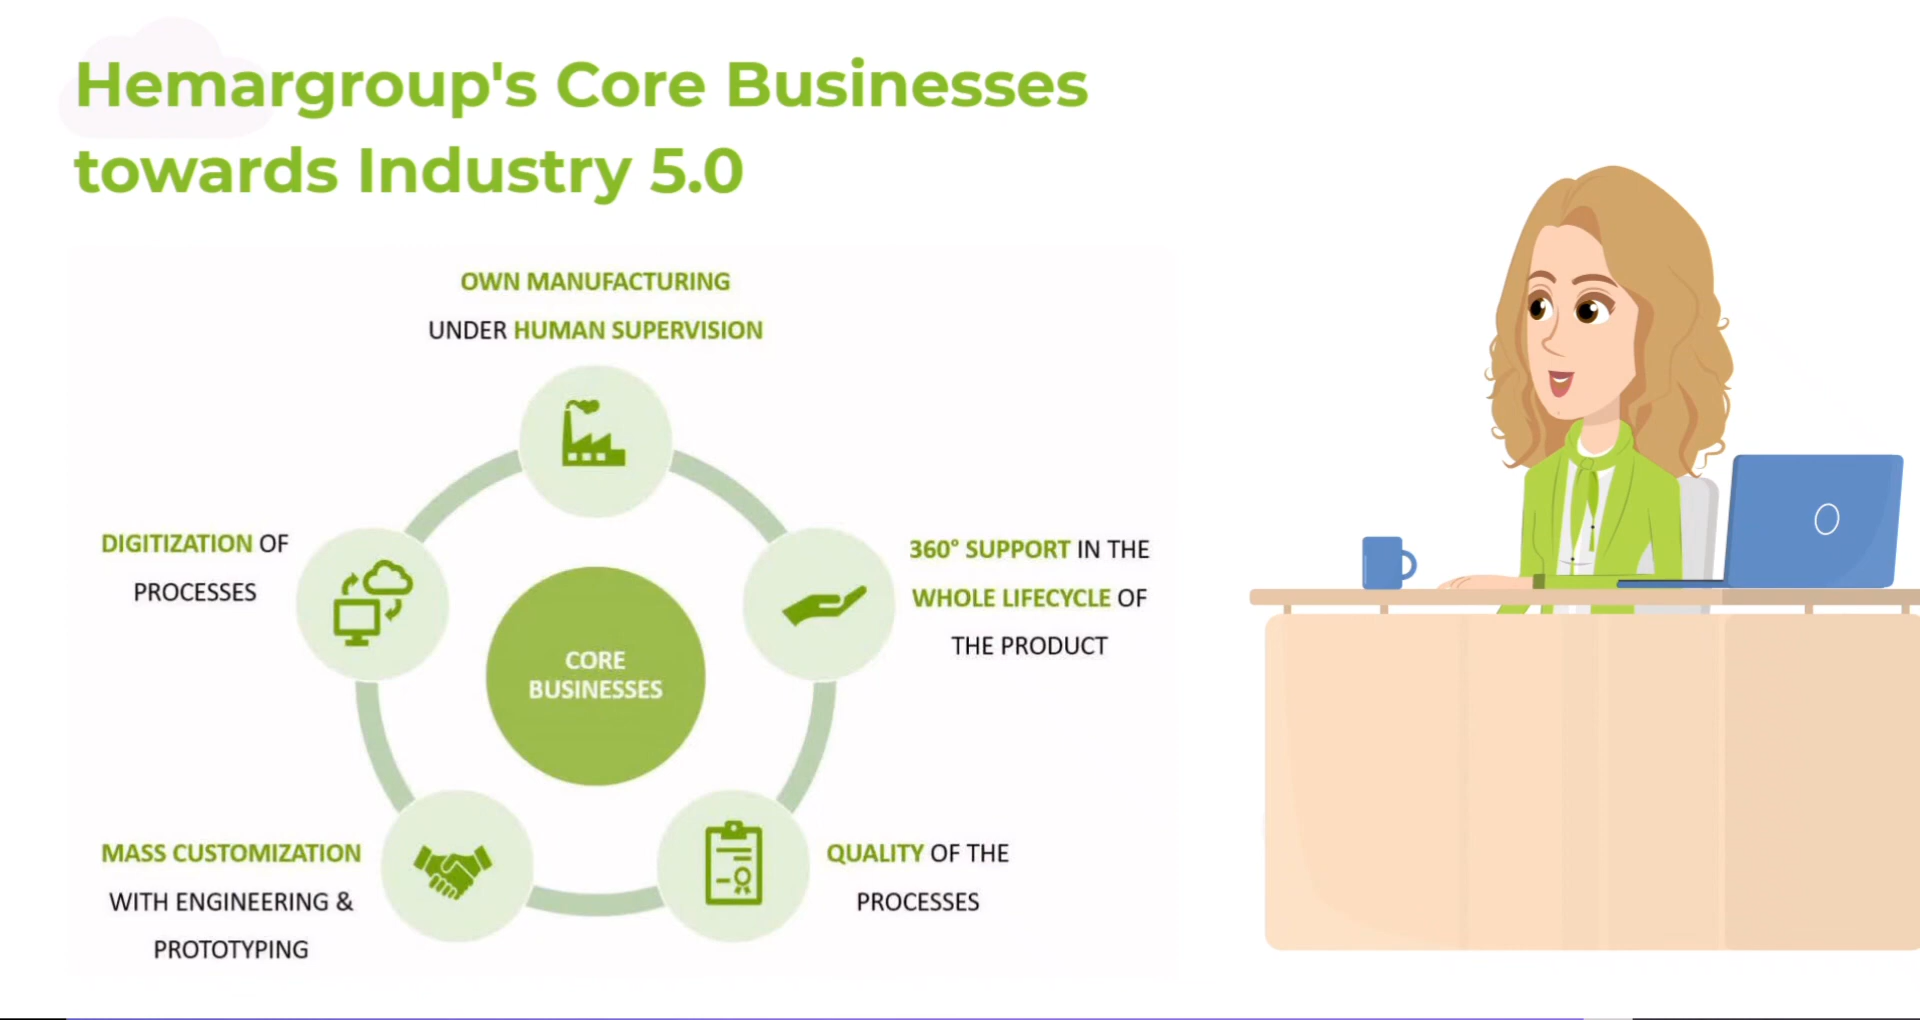 Hemargroup's Core Businesses
towards Industry 5.0
OWN MANUFACTURING
UNDER HUMAN SUPERVISION
DIGITIZATION OF
PROCESSES
360° SUPPORT IN THE
WHOLE LIFECYCLE OF
THE PRODUCT
CORE
BUSINESSES
MASS CUSTOMIZATION
WITH ENGINEERING &
PROTOTYPING
QUALITY OF THE
PROCESSES